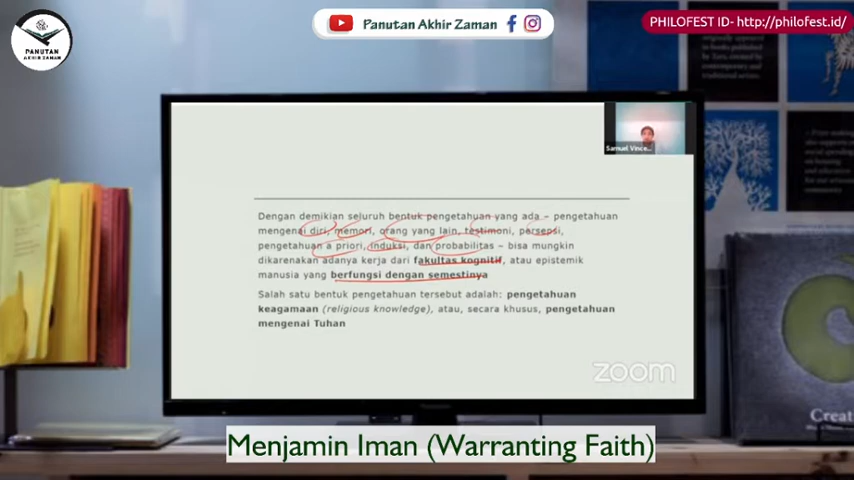 PANUTAN
AKHIR ZAMAN
Panutan Akhir Zaman
PHILOFEST ID- http://philofest.id/
Samuel Vince...
Dengan demikian seluruh bentuk pengetahuan yang ada – pengetahuan
mengenai diri, memori, orang yang lain, testimoni, persepsi,
pengetahuan a priori, induksi, dan probabilitas – bisa mungkin
dikarenakan adanya kerja dari fakultas kognitif, atau epistemik
manusia yang berfungsi dengan semestinya
Salah satu bentuk pengetahuan tersebut adalah: pengetahuan
keagamaan (religious knowledge), atau, secara khusus, pengetahuan
mengenai Tuhan
zoom
Creat
Menjamin Iman (Warranting Faith)